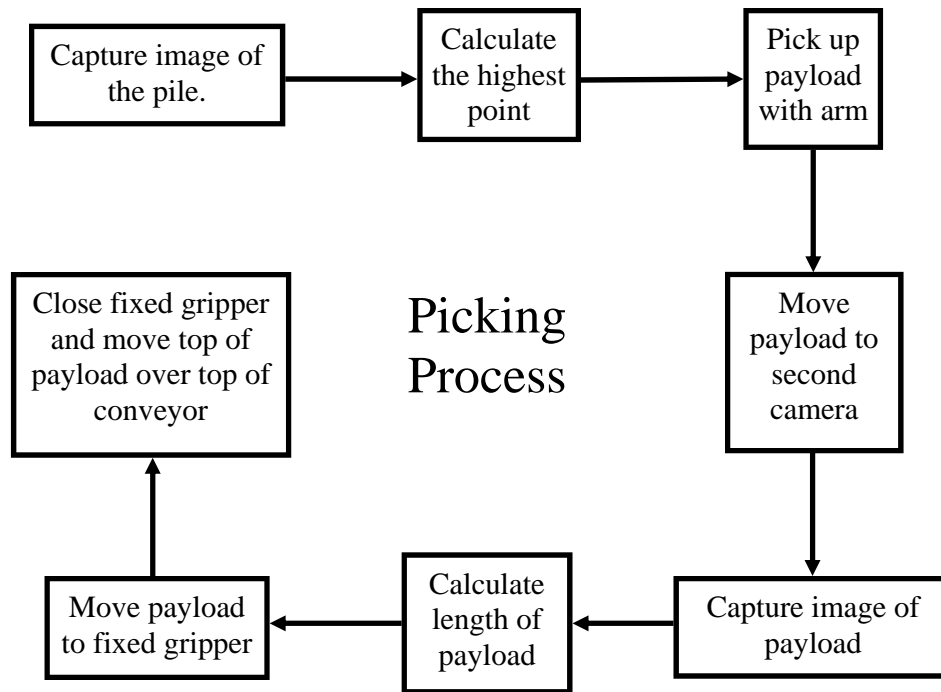 Capture image of
the pile.
Calculate
the highest
point
Pick up
payload
with arm
Move
payload to
second
camera
Capture image of
payload
Calculate
length of
payload
Move payload
to fixed gripper
Close fixed gripper
and move top of
payload over top of
conveyor
Picking
Process